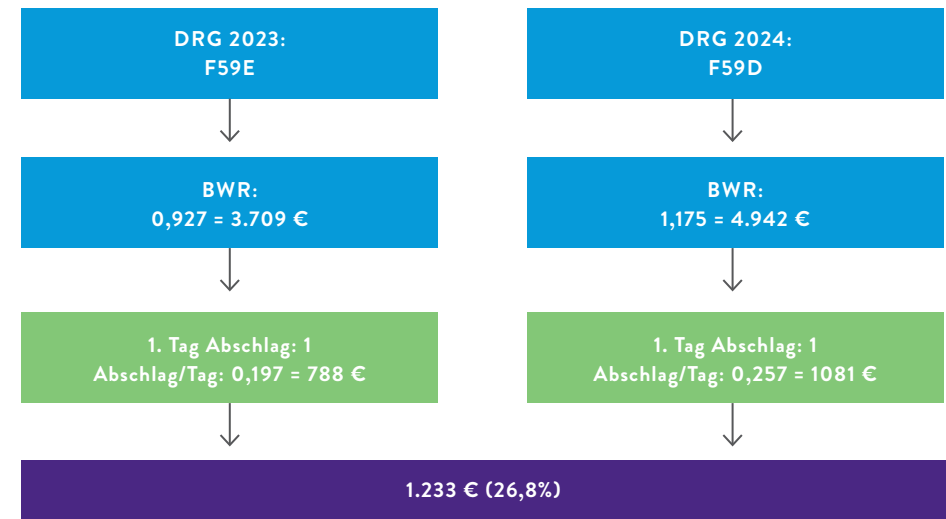 DRG 2023:
F59E
BWR:
0,927 = 3.709 €
1. Tag Abschlag: 1
Abschlag/Tag: 0,197 = 788 €
DRG 2024:
F59D
BWR:
1,175 = 4.942 €
1. Tag Abschlag: 1
Abschlag/Tag: 0,257 = 1081 €
1.233 € (26,8%)